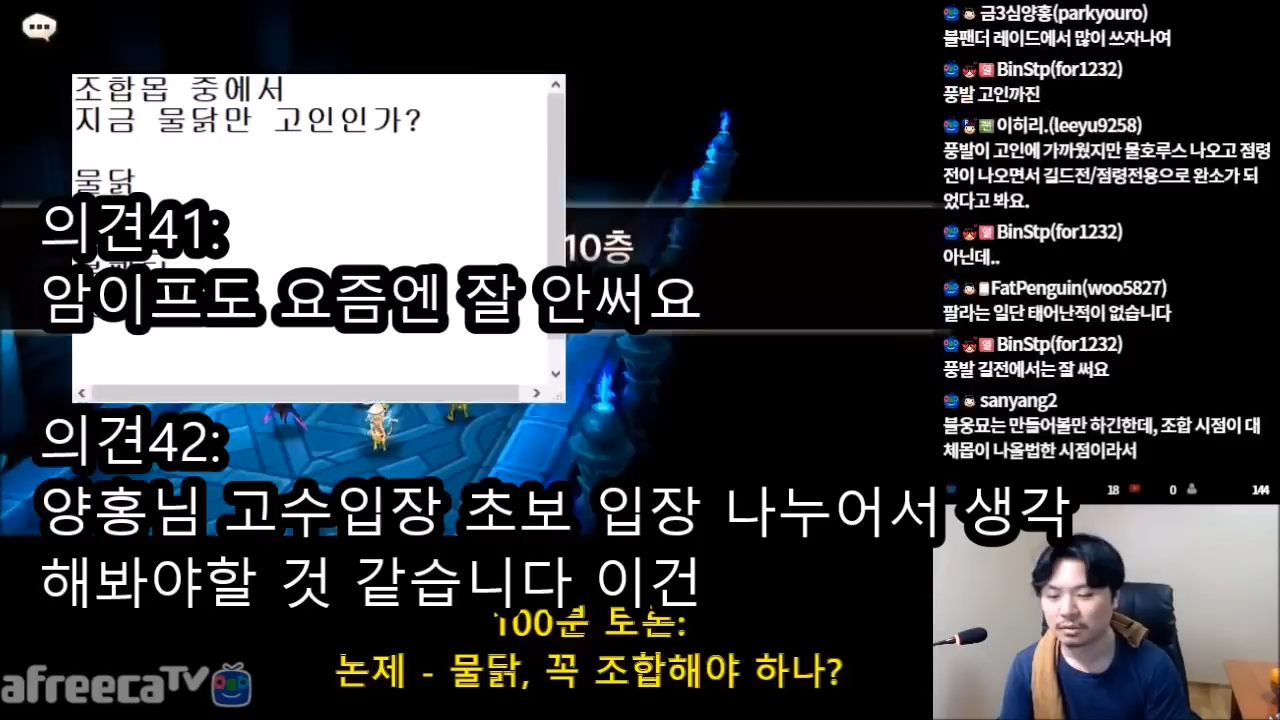 조합몹 중에서
지금 물닭만 고인인가?
물닭
10층
의견41:
암이프도 요즘엔 잘 안써요
의견42:
양홍님 고수입장 초보 입장 나누어서 생각
해봐야할 것 같습니다 이건
100분 토론:
논제 - 물닭, 꼭 조합해야 하나?
afreecaTV
금3심양홍(parkyouro)
불팬더 레이드에서 많이 쓰자나여
BinStp(for1232)
풍발 고인까진
이히리.(leeyu9258)
풍발이 고인에 가까웠지만 물호루스 나오고 점령
전이 나오면서 길드전/점령전용으로 완소가 되
었다고 봐요.
BinStp(for1232)
아닌데..
FatPenguin(woo5827)
팔라는 일단 태어난적이 없습니다
BinStp(for1232)
풍발 길전에서는 잘 써요
sanyang2
불웅묘는 만들어볼만 하긴한데, 조합 시점이 대
체몹이 나올법한 시점이라서
18 0 144